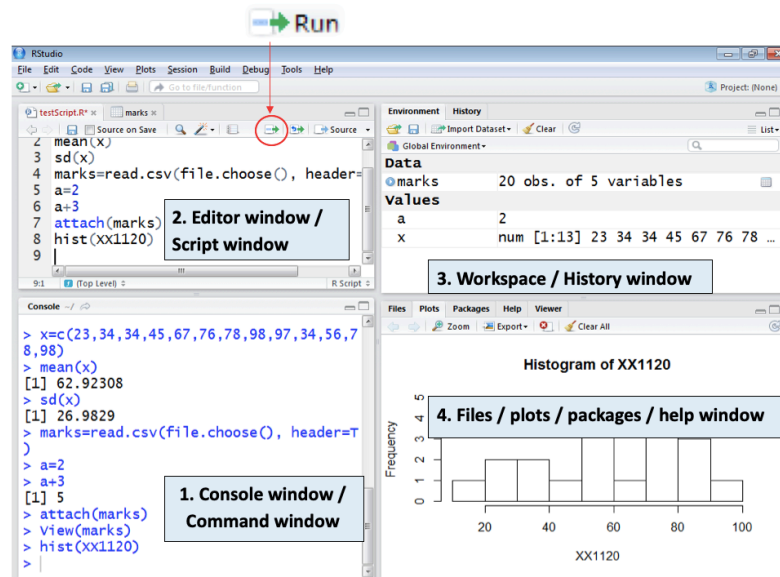 Run
RStudio
File Edit Code View Plots Session Build Debug Tools Help
Go to file/function
Project: (None)
testScript.R* × marks ×
Source on Save
Source
2 mean(x)
3 sd(x)
4 marks=read.csv(file.choose(), header=
5 a=2
6 a+3
7 attach(marks)
8 hist(XX1120)
9
2. Editor window /
Script window
9:1 (Top Level) R Script
Environment History
Import Dataset Clear
List
Global Environment
Data
marks 20 obs. of 5 variables
Values
a 2
x num [1:13] 23 34 34 45 67 76 78 ...
3. Workspace / History window
Console ~/
> x=c(23,34,34,45,67,76,78,98,97,34,56,7
8,98)
> mean(x)
[1] 62.92308
> sd(x)
[1] 26.9829
> marks=read.csv(file.choose(), header=T
)
> a=2
> a+3
[1] 5
> attach(marks)
> View(marks)
> hist(XX1120)
>
1. Console window /
Command window
Files Plots Packages Help Viewer
Zoom Export Clear All
Histogram of XX1120
4. Files / plots / packages / help window
Frequency
0 1 2 3 4 5
20 40 60 80 100
XX1120